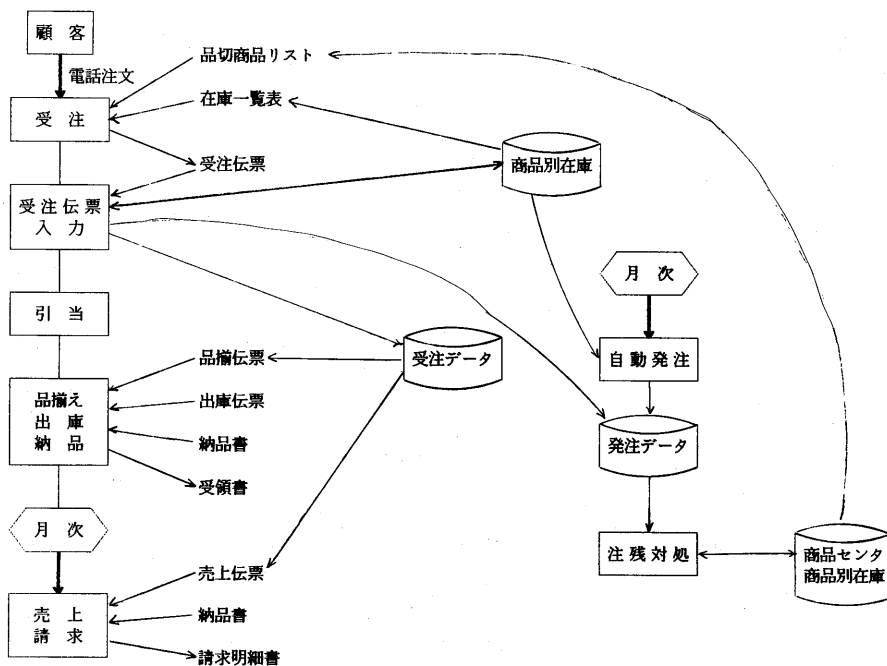 顧客
電話注文
品切商品リスト
在庫一覧表
受注
受注伝票
商品別在庫
受注伝票
入力
月次
引当
品揃伝票
受注データ
自動発注
品揃え
出庫
納品
出庫伝票
納品書
発注データ
受領書
月次
注残対処
商品センタ
商品別在庫
売上伝票
売上
請求
納品書
請求明細書